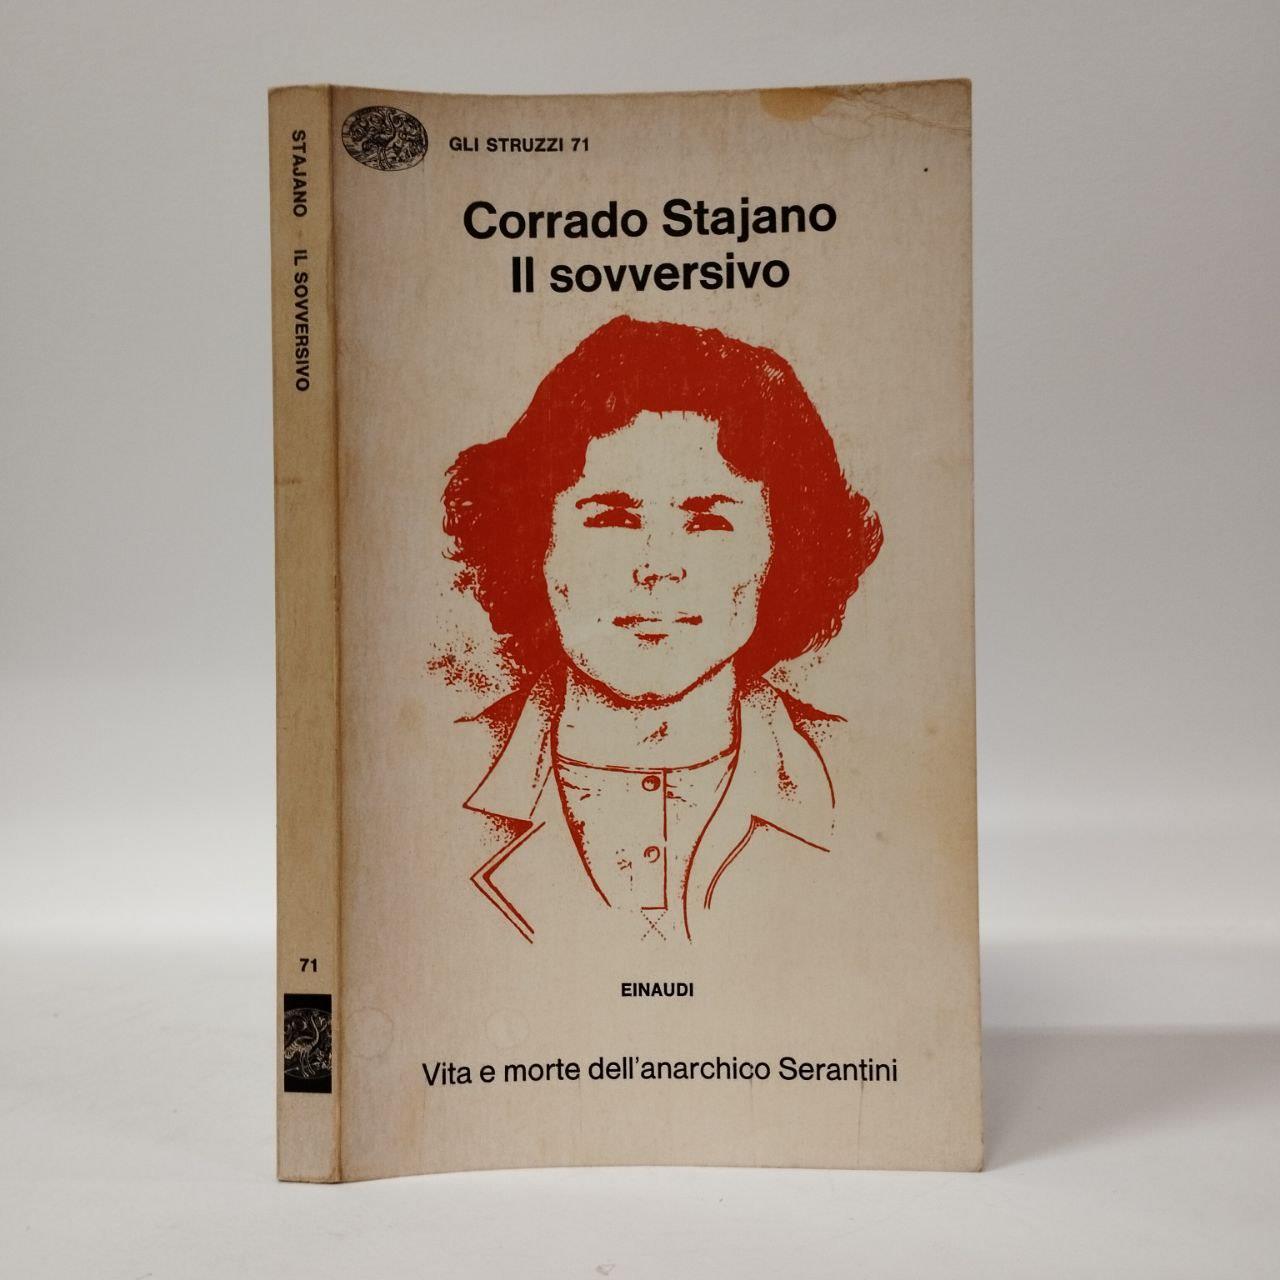 STAJANO IL SOVVERSIVO
71
GLI STRUZZI 71
Corrado Stajano
Il sovversivo
EINAUDI
Vita e morte dell'anarchico Serantini